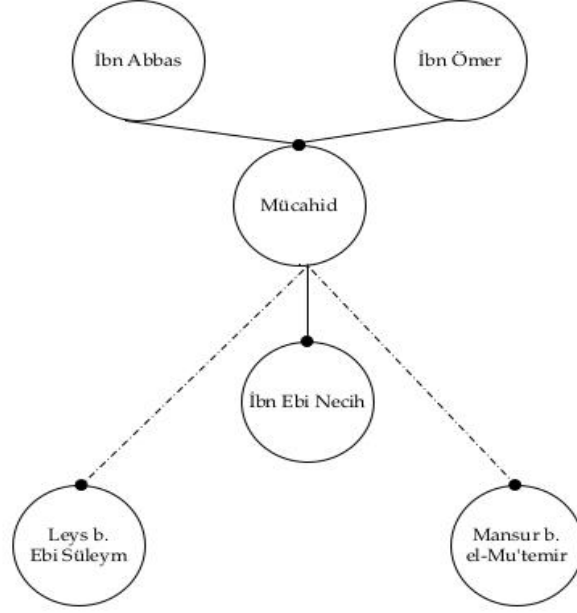 İbn Abbas
İbn Ömer
Mücahid
İbn Ebi Necih
Leys b.
Ebi Süleym
Mansur b.
el-Mu'temir